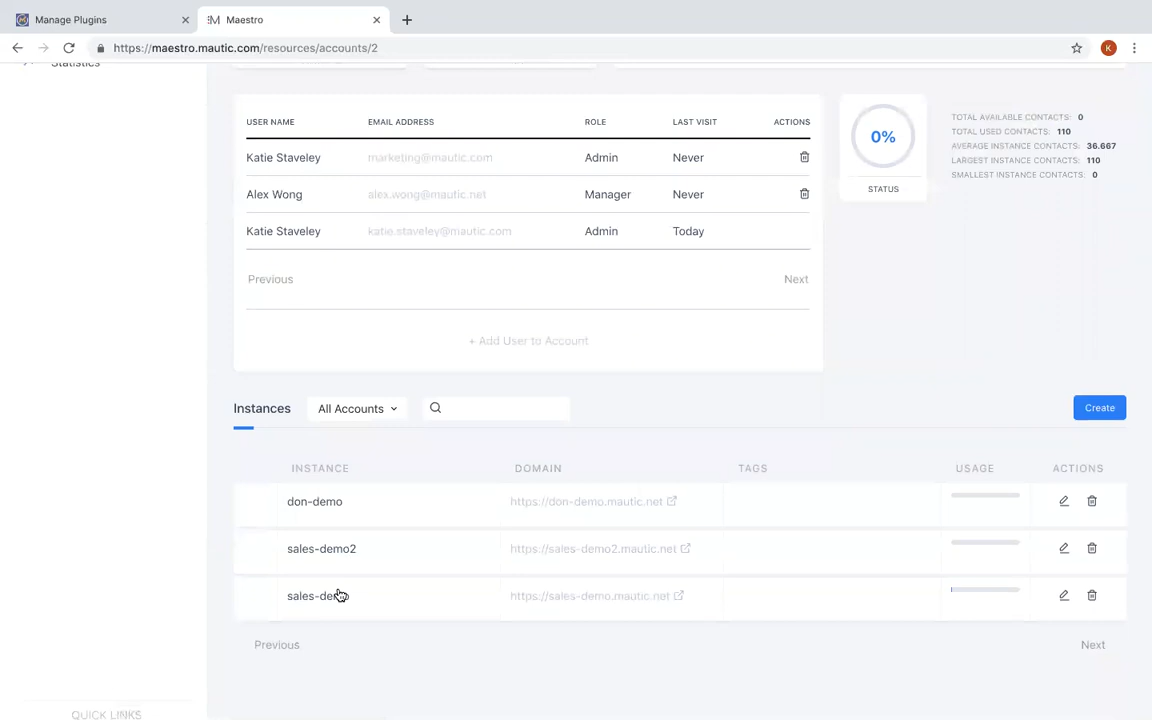 Manage Plugins
Maestro
https://maestro.mautic.com/resources/accounts/2
K
Statistics
USER NAME EMAIL ADDRESS ROLE LAST VISIT ACTIONS
Katie Staveley marketing@mautic.com Admin Never
Alex Wong alex.wong@mautic.net Manager Never
Katie Staveley katie.staveley@mautic.com Admin Today
Previous Next
+ Add User to Account
0%
STATUS
TOTAL AVAILABLE CONTACTS: 0
TOTAL USED CONTACTS: 110
AVERAGE INSTANCE CONTACTS: 36.667
LARGEST INSTANCE CONTACTS: 110
SMALLEST INSTANCE CONTACTS: 0
Instances All Accounts Create
INSTANCE DOMAIN TAGS USAGE ACTIONS
don-demo https://don-demo.mautic.net
sales-demo2 https://sales-demo2.mautic.net
sales-demo https://sales-demo.mautic.net
Previous Next
QUICK LINKS